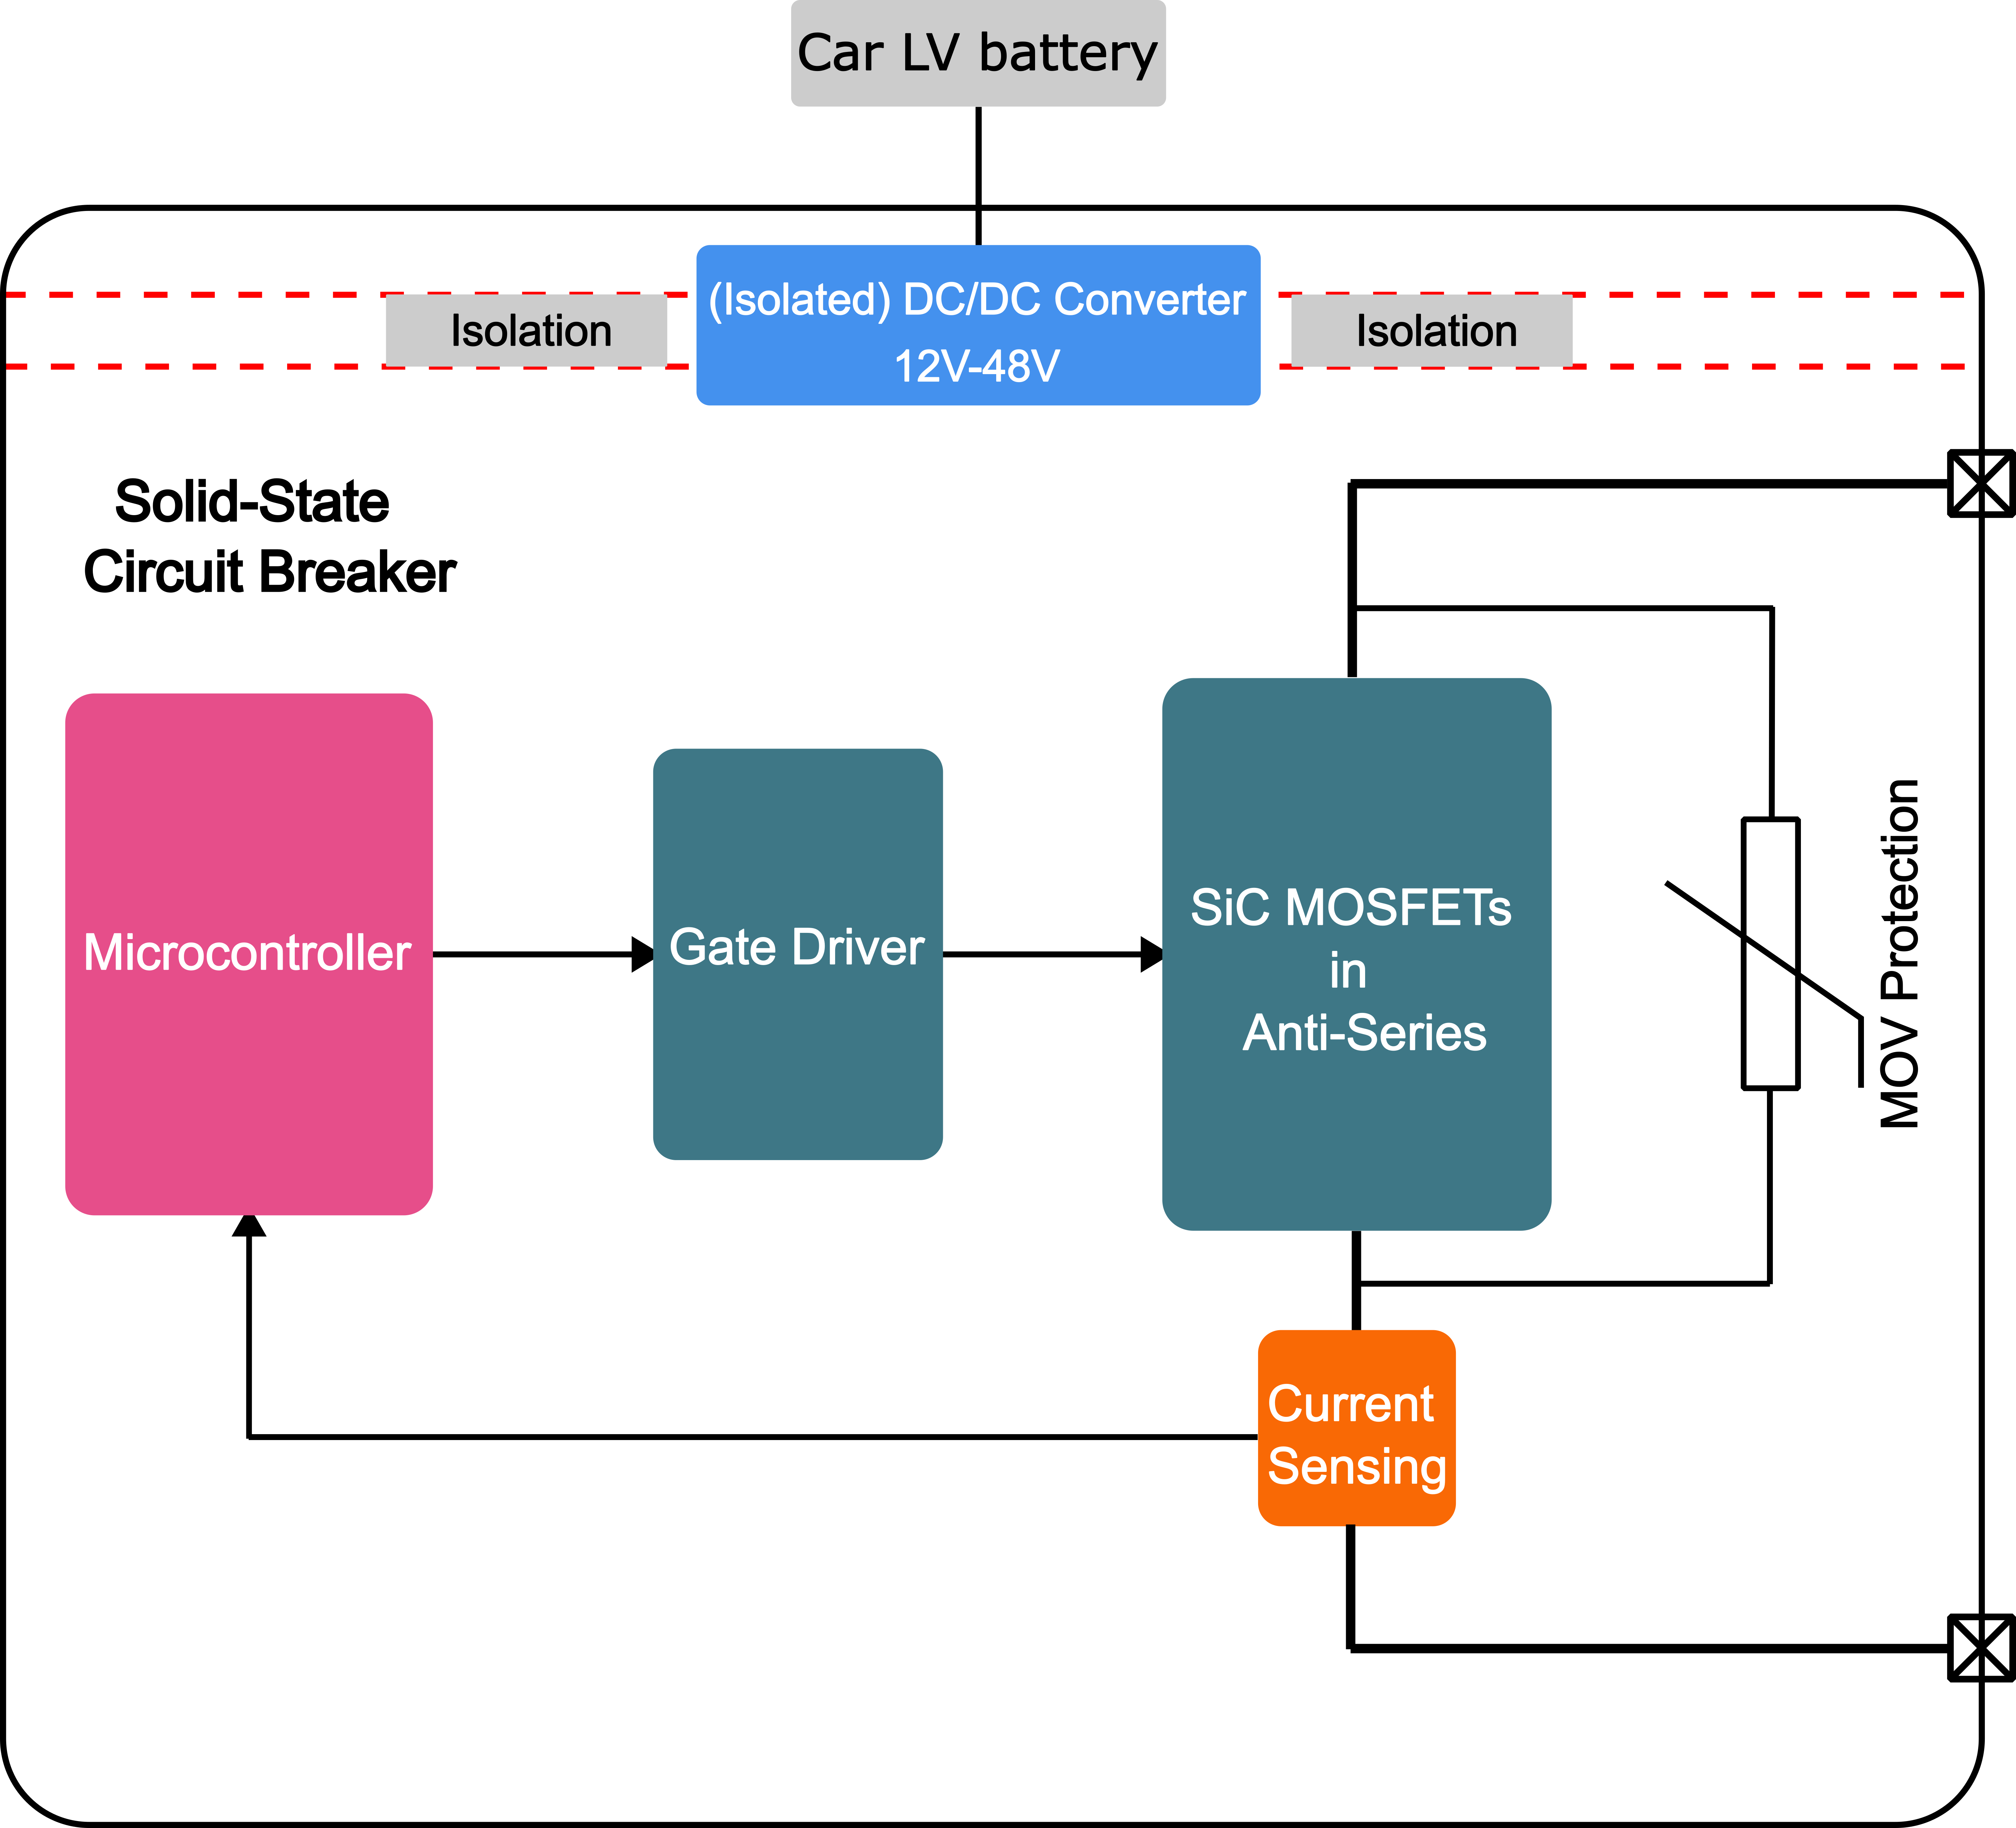 Car LV battery
(Isolated) DC/DC Converter
12V-48V
Isolation
Isolation
Solid-State
Circuit Breaker
Microcontroller
Gate Driver
SiC MOSFETs
in
Anti-Series
MOV Protection
Current
Sensing